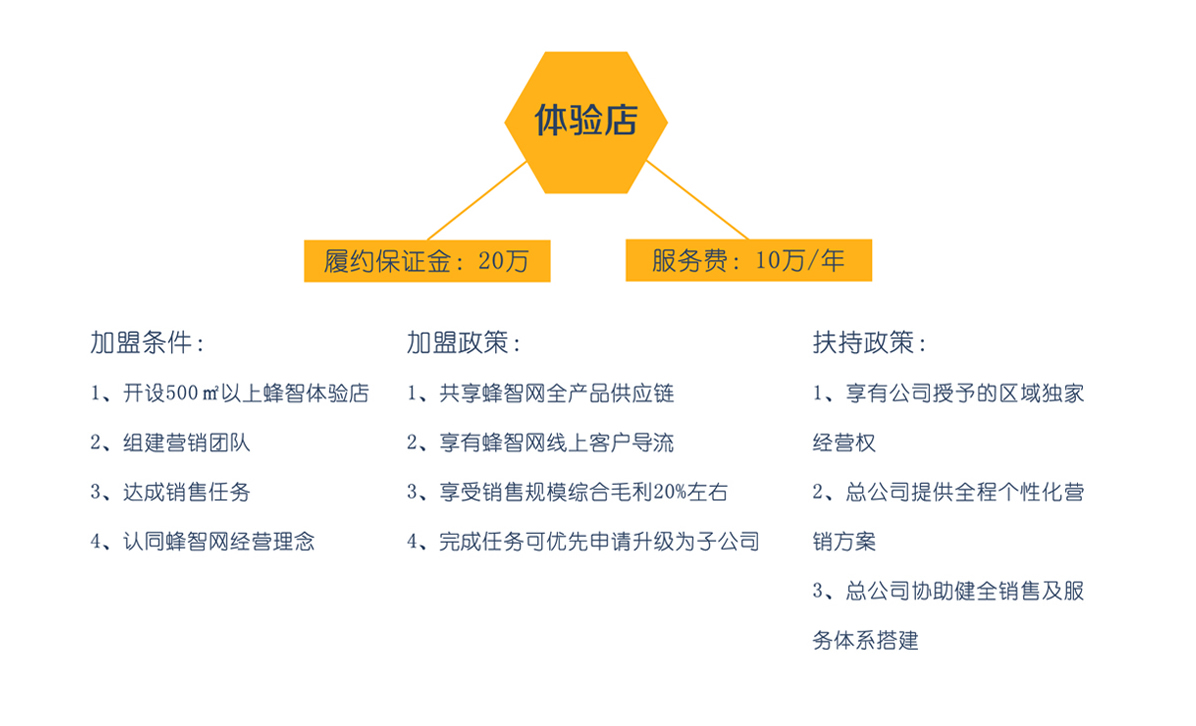 体验店
履约保证金：20万
服务费：10万/年
加盟条件：
1、开设500㎡以上蜂智体验店
2、组建营销团队
3、达成销售任务
4、认同蜂智网经营理念
加盟政策：
1、共享蜂智网全产品供应链
2、享有蜂智网线上客户导流
3、享受销售规模综合毛利20%左右
4、完成任务可优先申请升级为子公司
扶持政策：
1、享有公司授予的区域独家
经营权
2、总公司提供全程个性化营
销方案
3、总公司协助健全销售及服
务体系搭建